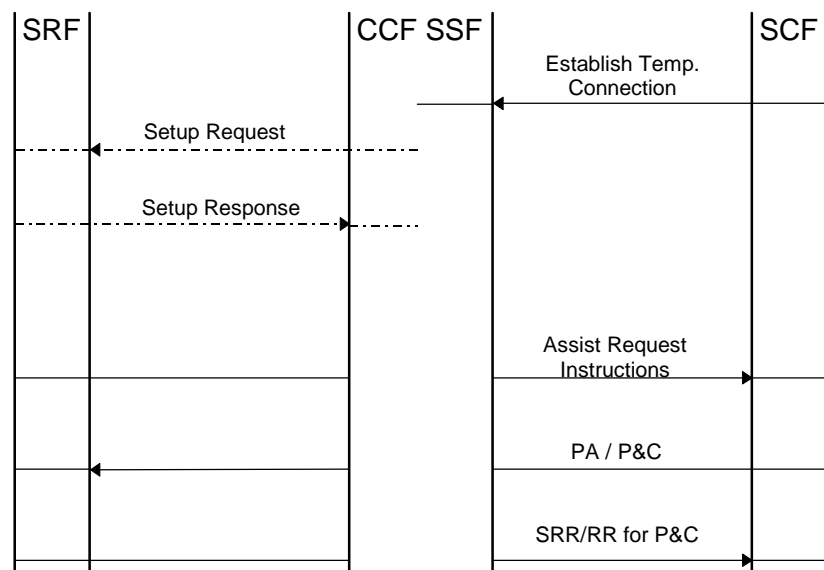 SRF
CCF SSF
SCF
Establish Temp.
Connection
Setup Request
Setup Response
Assist Request
Instructions
PA / P&C
SRR/RR for P&C